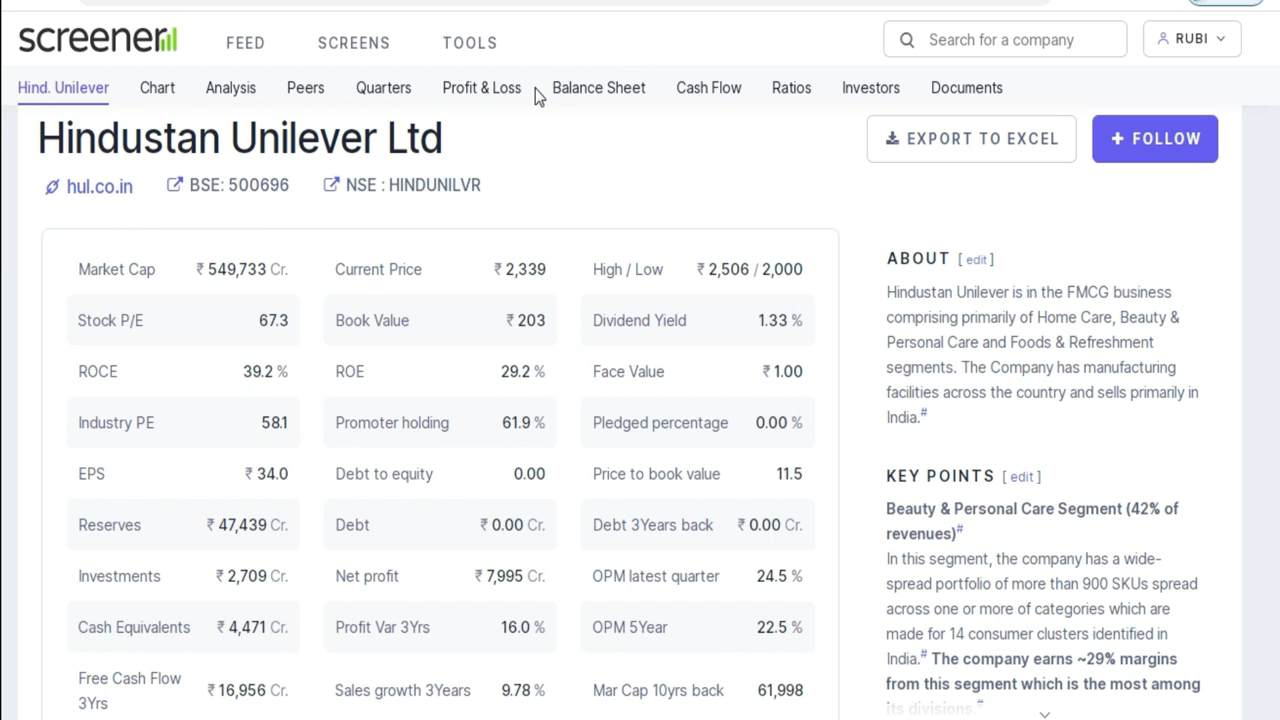 screener
FEED SCREENS TOOLS
Search for a company
RUBI
Hind. Unilever Chart Analysis Peers Quarters Profit & Loss Balance Sheet Cash Flow Ratios Investors Documents
Hindustan Unilever Ltd
EXPORT TO EXCEL
+ FOLLOW
hul.co.in BSE: 500696 NSE : HINDUNILVR
Market Cap ₹ 549,733 Cr. Current Price ₹ 2,339 High / Low ₹ 2,506 / 2,000
Stock P/E 67.3 Book Value ₹ 203 Dividend Yield 1.33 %
ROCE 39.2 % ROE 29.2 % Face Value ₹ 1.00
Industry PE 58.1 Promoter holding 61.9 % Pledged percentage 0.00 %
EPS ₹ 34.0 Debt to equity 0.00 Price to book value 11.5
Reserves ₹ 47,439 Cr. Debt ₹ 0.00 Cr. Debt 3Years back ₹ 0.00 Cr.
Investments ₹ 2,709 Cr. Net profit ₹ 7,995 Cr. OPM latest quarter 24.5 %
Cash Equivalents ₹ 4,471 Cr. Profit Var 3Yrs 16.0 % OPM 5Year 22.5 %
Free Cash Flow 3Yrs ₹ 16,956 Cr. Sales growth 3Years 9.78 % Mar Cap 10yrs back 61,998
ABOUT [ edit ]
Hindustan Unilever is in the FMCG business
comprising primarily of Home Care, Beauty &
Personal Care and Foods & Refreshment
segments. The Company has manufacturing
facilities across the country and sells primarily in
India.#
KEY POINTS [ edit ]
Beauty & Personal Care Segment (42% of
revenues)#
In this segment, the company has a wide-
spread portfolio of more than 900 SKUs spread
across one or more of categories which are
made for 14 consumer clusters identified in
India.# The company earns ~29% margins
from this segment which is the most among
its divisions.#